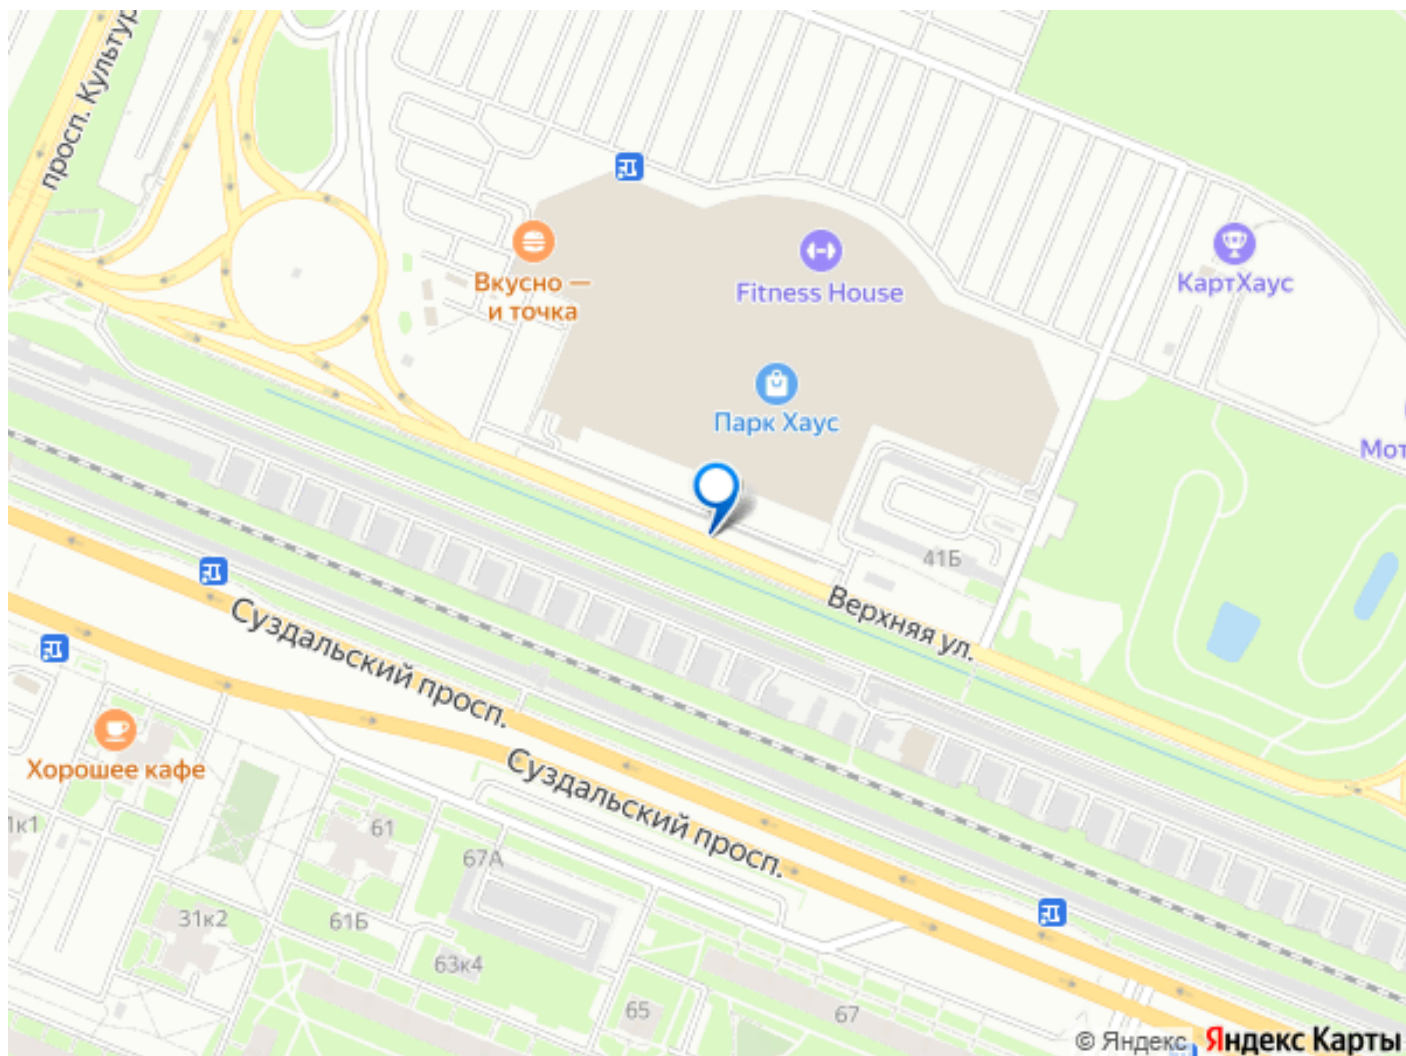 просп. Культур
Вкусно —
и точка
Fitness House
КартХаус
Парк Хаус
Мот
41Б
Верхняя ул.
Суздальский просп.
Суздальский просп.
Хорошее кафе
1к1
61
67А
31к2
61Б
63к4
65
67
© Яндекс Яндекс Карты